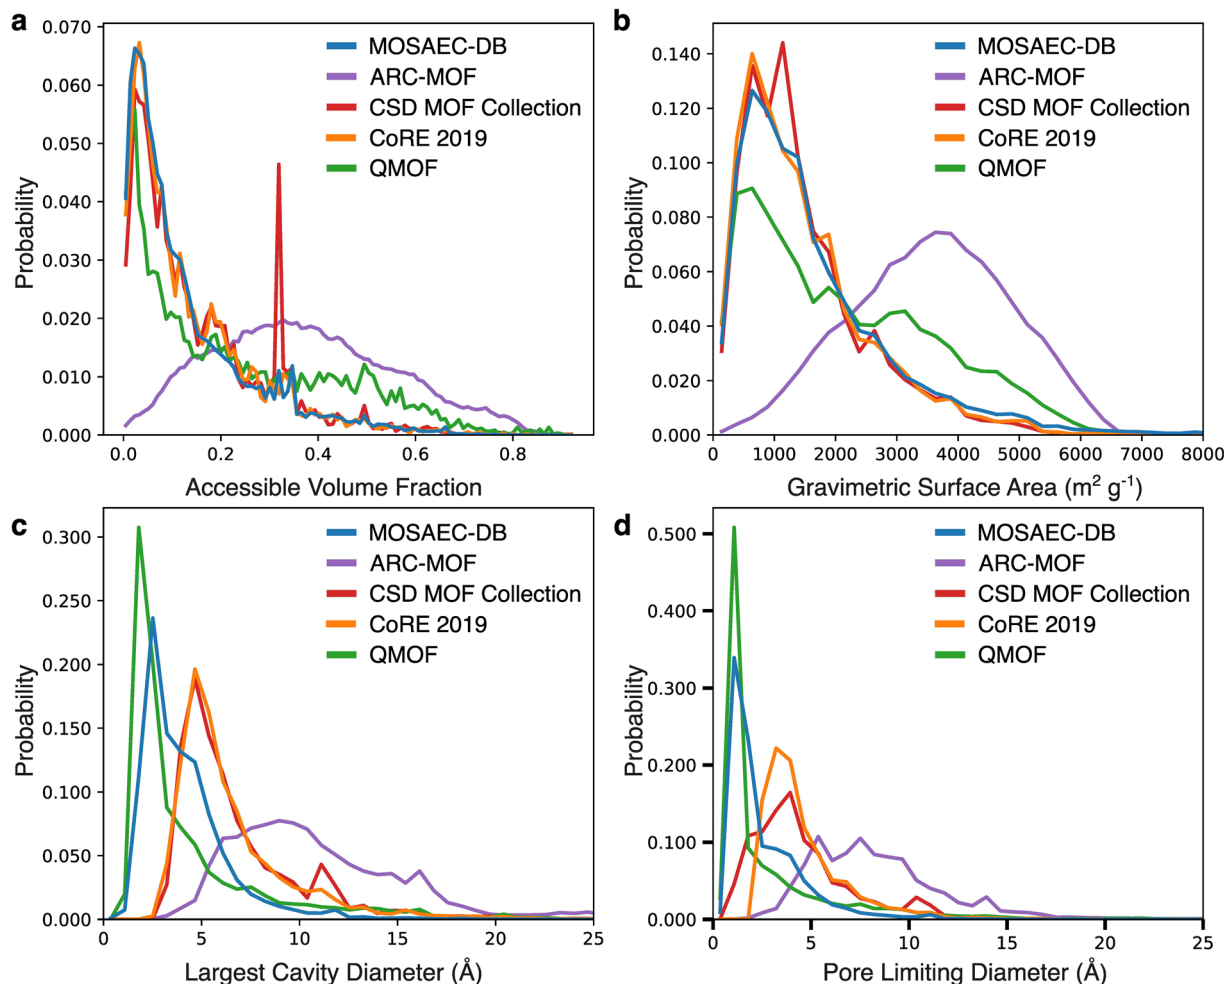 a
0.070
0.060
0.050
0.040
0.030
0.020
0.010
0.000
Probability
MOSAEC-DB
ARC-MOF
CSD MOF Collection
CoRE 2019
QMOF
0.0 0.2 0.4 0.6 0.8
Accessible Volume Fraction
b
0.140
0.120
0.100
0.080
0.060
0.040
0.020
0.000
Probability
MOSAEC-DB
ARC-MOF
CSD MOF Collection
CoRE 2019
QMOF
0 1000 2000 3000 4000 5000 6000 7000 8000
Gravimetric Surface Area (m² g⁻¹)
c
0.300
0.250
0.200
0.150
0.100
0.050
0.000
Probability
MOSAEC-DB
ARC-MOF
CSD MOF Collection
CoRE 2019
QMOF
0 5 10 15 20 25
Largest Cavity Diameter (Å)
d
0.500
0.400
0.300
0.200
0.100
0.000
Probability
MOSAEC-DB
ARC-MOF
CSD MOF Collection
CoRE 2019
QMOF
0 5 10 15 20 25
Pore Limiting Diameter (Å)